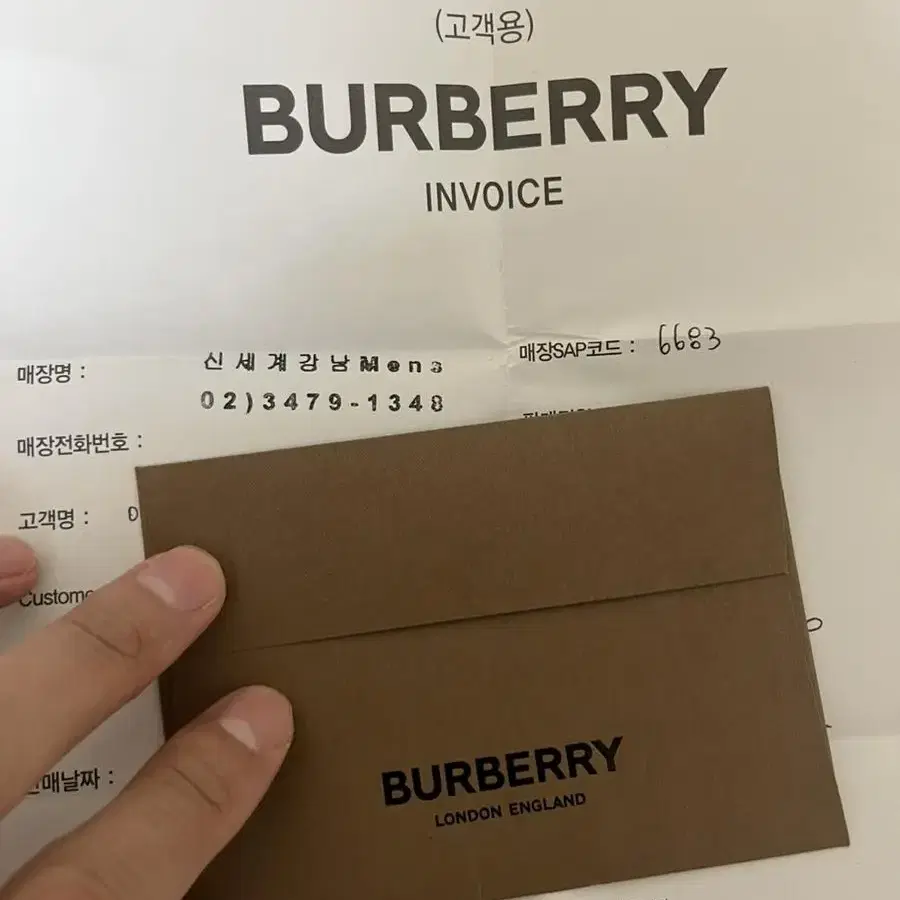 (고객용)
BURBERRY
INVOICE
매장명 : 신세계강남Mens 매장SAP코드 : 6683
02)3479-1348
매장전화번호 :
고객명 :
BURBERRY
LONDON ENGLAND